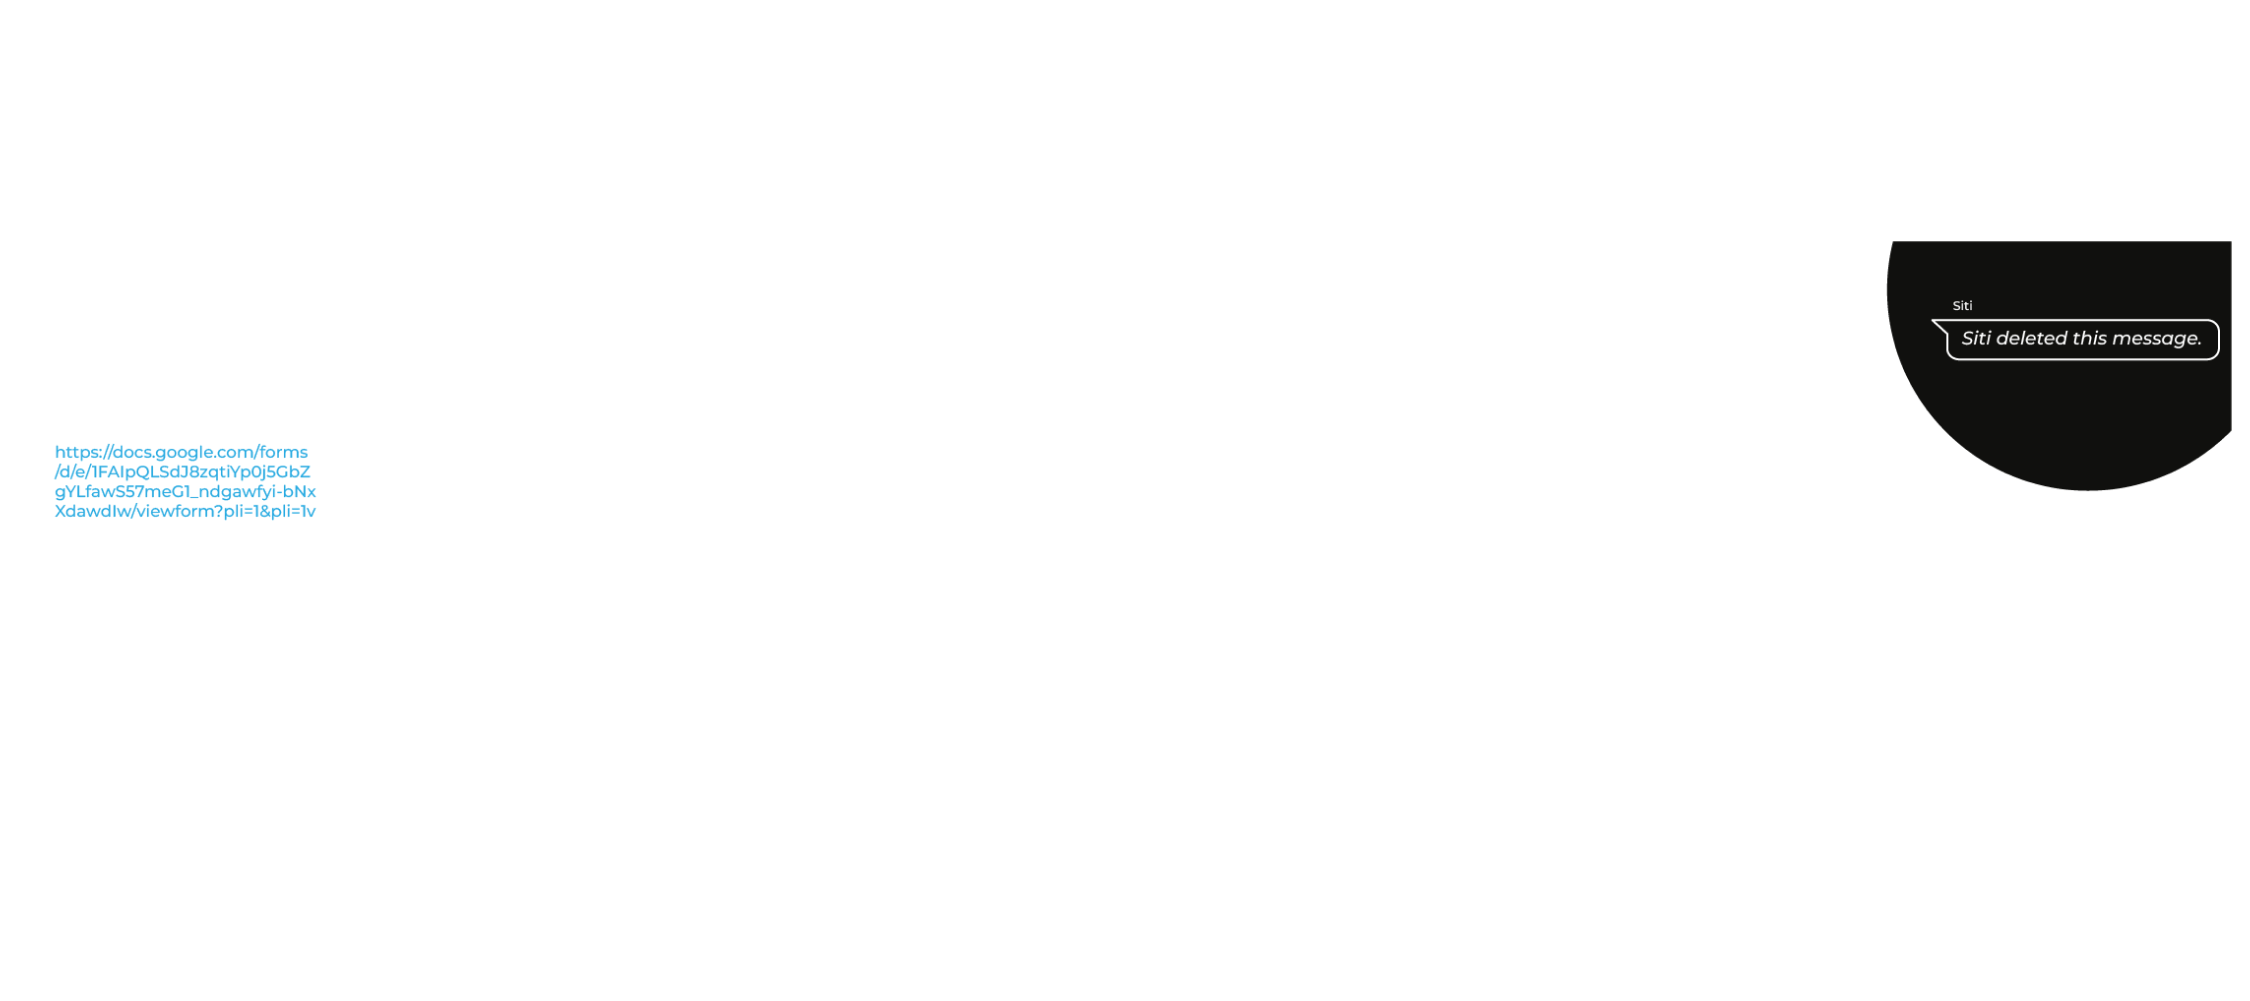 Siti
Siti deleted this message.
https://docs.google.com/forms
/d/e/1FAIpQLSdJ8zqtiYp0j5GbZ
gYLfawS57meG1_ndgawfyi-bNx
XdawdIw/viewform?pli=1&pli=1v